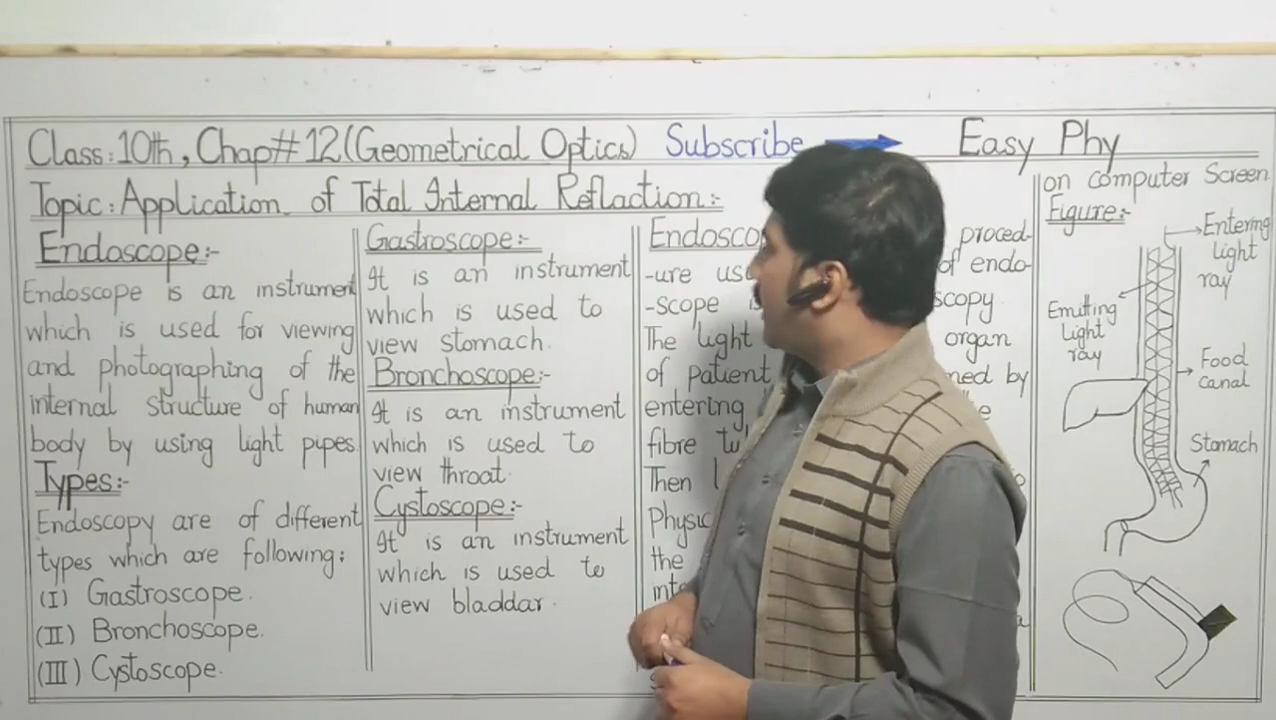 Class: 10th, Chap# 12 (Geometrical Optics) Subscribe Easy Phy
Topic: Application of Total Internal Reflaction:-
Endoscope:-
Endoscope is an instrument
which is used for viewing
and photographing of the
internal structure of human
body by using light pipes.
Types:-
Endoscopy are of different
types which are following:
(I) Gastroscope.
(II) Bronchoscope.
(III) Cystoscope.
Gastroscope:-
It is an instrument
which is used to
view stomach.
Bronchoscope:-
It is an instrument
which is used to
view throat.
Cystoscope:-
It is an instrument
which is used to
view bladdar.
Endosco proced-
-ure use of endo-
-scope scopy
The light organ
of patient ned by
entering
fibre
Then
Physic
the
on Computer Screen
Figure:-
Entering
light
ray
Emitting
Light
ray
Food
canal
Stomach